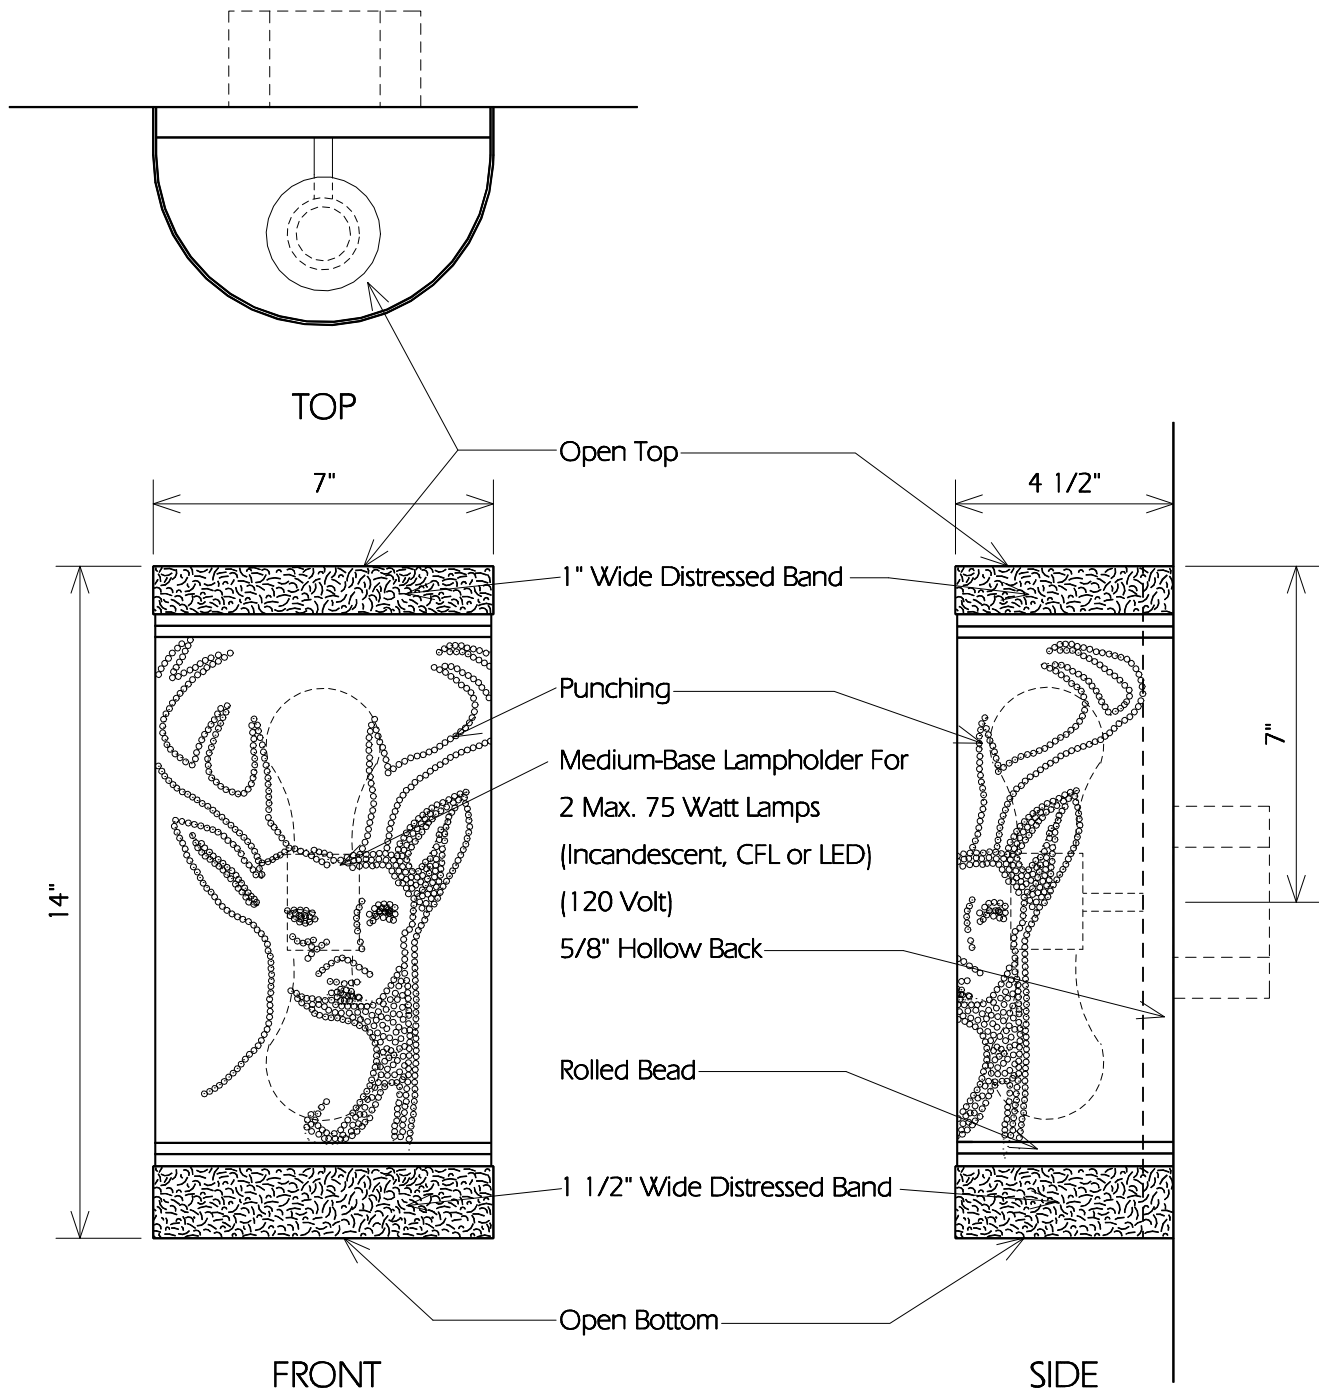 TOP
Open Top
7"
4 1/2"
1" Wide Distressed Band
Punching
7"
Medium-Base Lampholder For
2 Max. 75 Watt Lamps
(Incandescent, CFL or LED)
(120 Volt)
14"
5/8" Hollow Back
Rolled Bead
1 1/2" Wide Distressed Band
Open Bottom
FRONT
SIDE